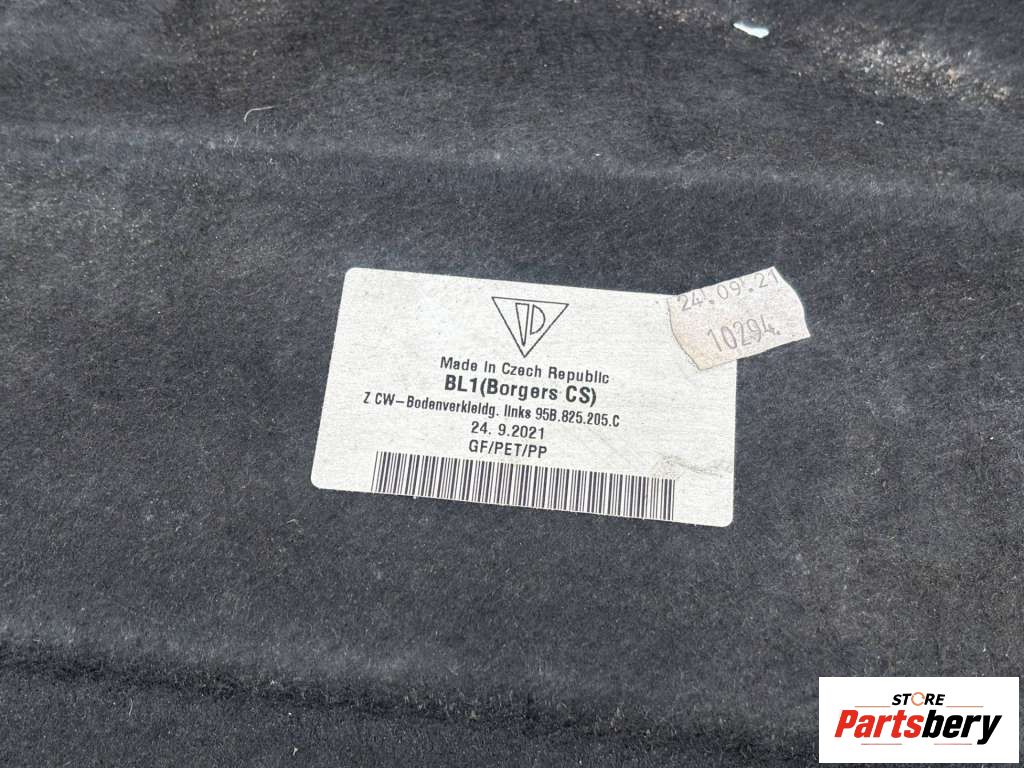 24.09.21
10294.
Made in Czech Republic
BL1(Borgers CS)
Z CW-Bodenverkleidg. links 95B.825.205.C
24. 9.2021
GF/PET/PP
STORE
Partsbery